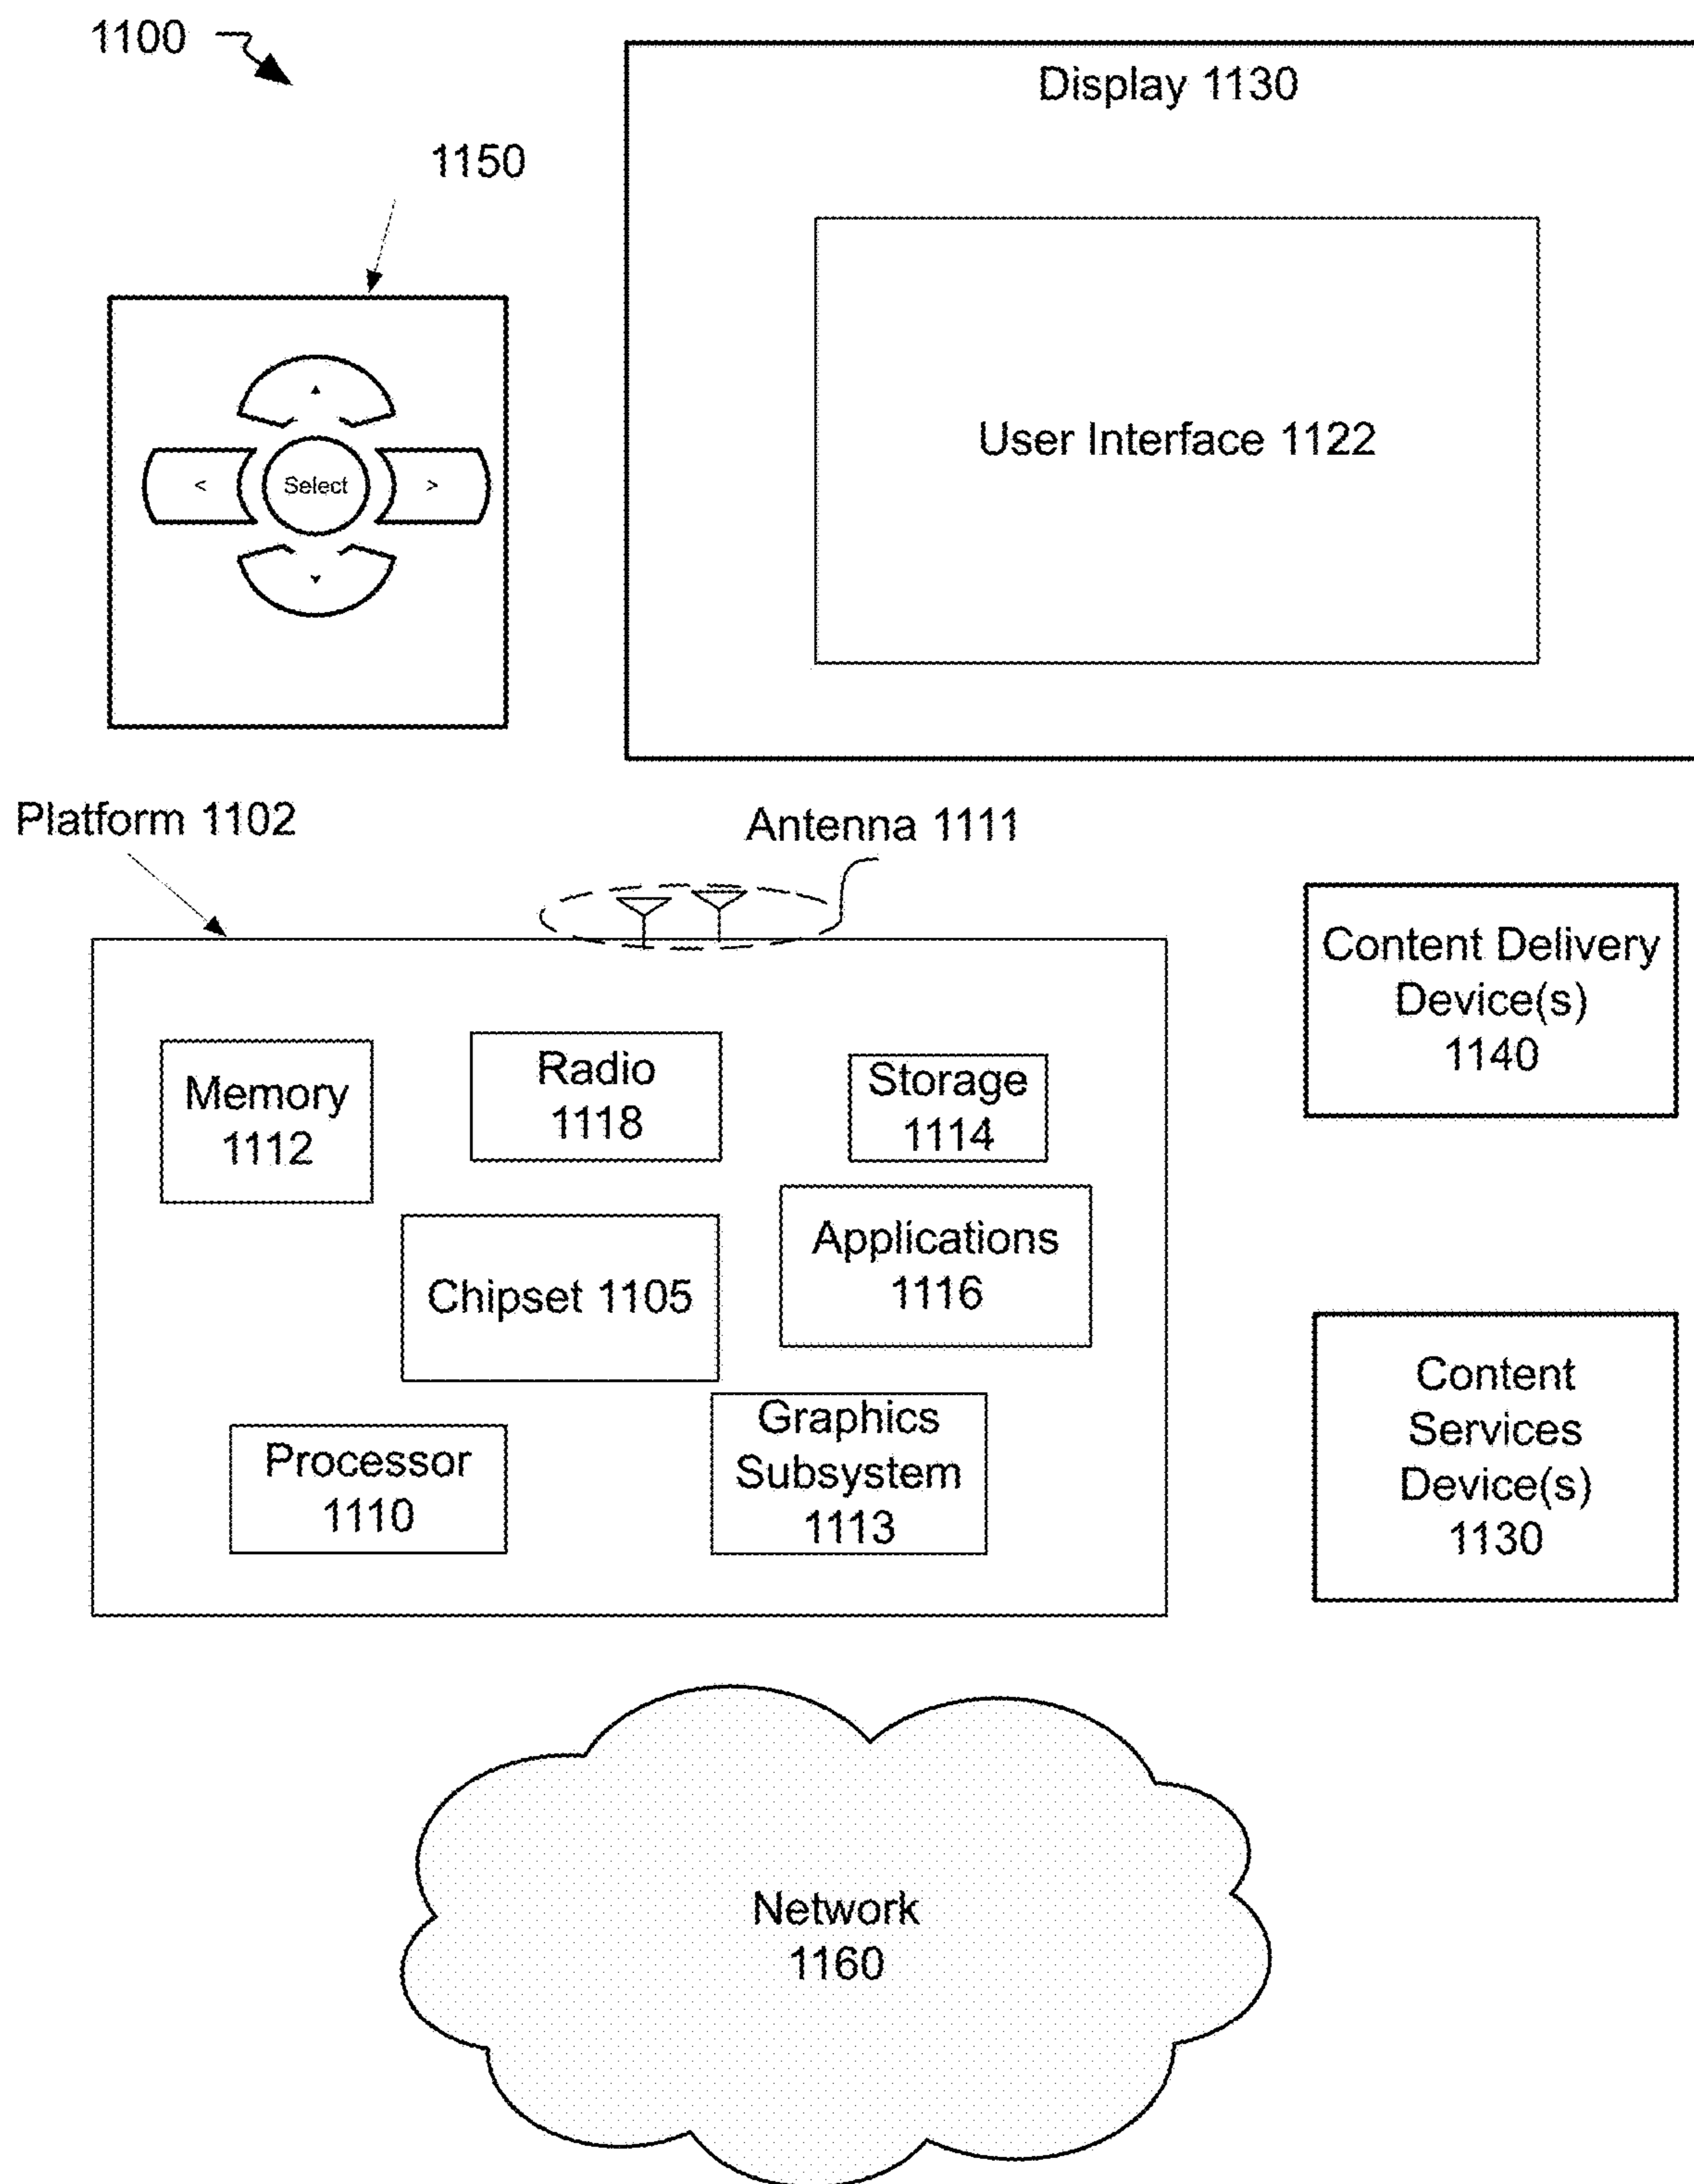 1100
Display 1130
1150
User Interface 1122
<
Select
>
Platform 1102
Antenna 1111
Content Delivery
Device(s)
1140
Memory
1112
Radio
1118
Storage
1114
Applications
1116
Chipset 1105
Processor
1110
Graphics
Subsystem
1113
Content
Services
Device(s)
1130
Network
1160